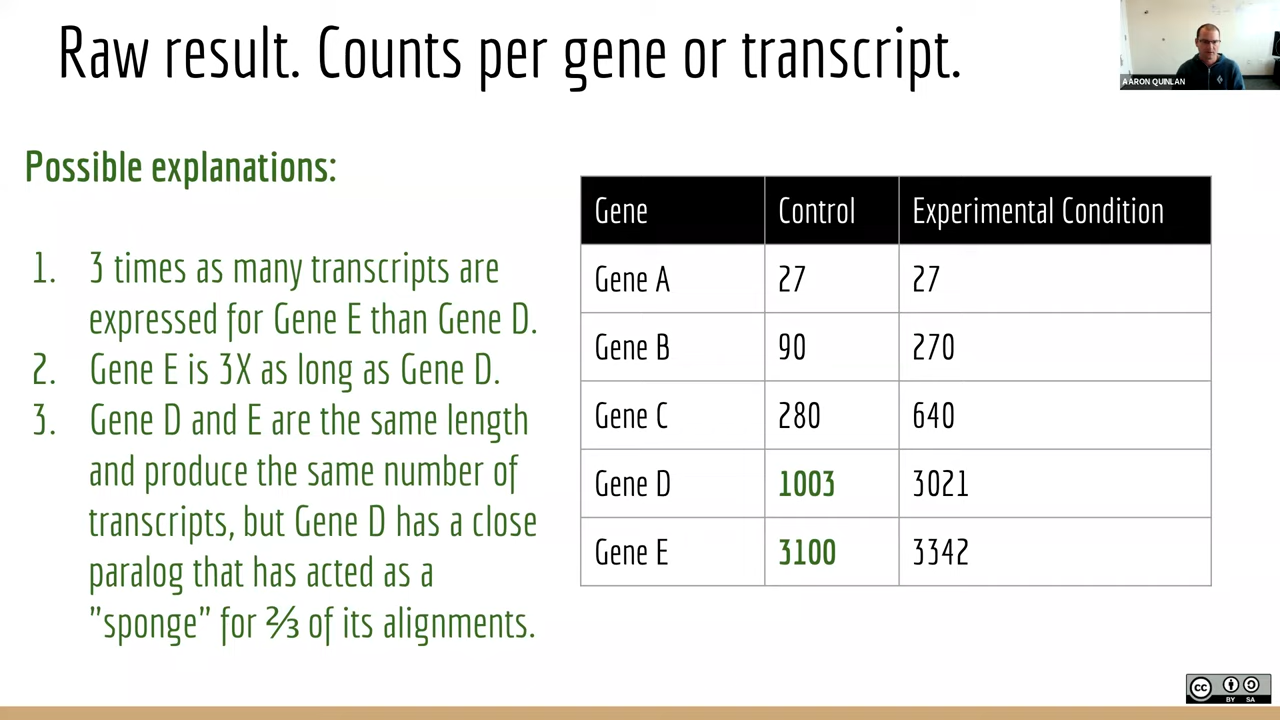 Raw result. Counts per gene or transcript.
AARON QUINLAN
Possible explanations:
1. 3 times as many transcripts are
expressed for Gene E than Gene D.
2. Gene E is 3X as long as Gene D.
3. Gene D and E are the same length
and produce the same number of
transcripts, but Gene D has a close
paralog that has acted as a
"sponge" for ⅔ of its alignments.
Gene Control Experimental Condition
Gene A 27 27
Gene B 90 270
Gene C 280 640
Gene D 1003 3021
Gene E 3100 3342
CC BY SA